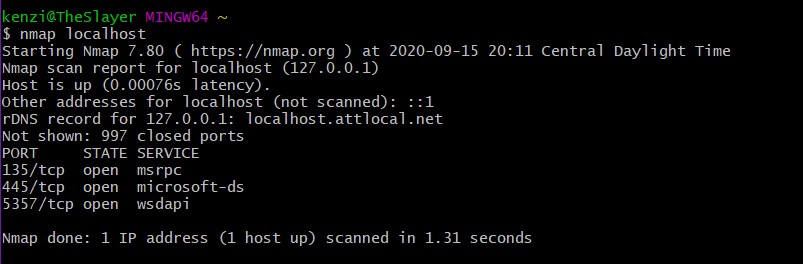 kenzi@TheSlayer MINGW64 ~
$ nmap localhost
Starting Nmap 7.80 ( https://nmap.org ) at 2020-09-15 20:11 Central Daylight Time
Nmap scan report for localhost (127.0.0.1)
Host is up (0.00076s latency).
Other addresses for localhost (not scanned): ::1
rDNS record for 127.0.0.1: localhost.attlocal.net
Not shown: 997 closed ports
PORT     STATE SERVICE
135/tcp  open  msrpc
445/tcp  open  microsoft-ds
5357/tcp open  wsdapi
Nmap done: 1 IP address (1 host up) scanned in 1.31 seconds